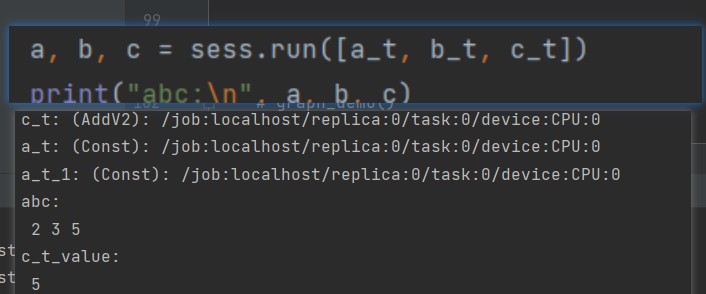 99
a, b, c = sess.run([a_t, b_t, c_t])
print("abc:\n", a, b, c)
# graph_demo()
c_t: (AddV2): /job:localhost/replica:0/task:0/device:CPU:0
a_t: (Const): /job:localhost/replica:0/task:0/device:CPU:0
a_t_1: (Const): /job:localhost/replica:0/task:0/device:CPU:0
abc:
2 3 5
st c_t_value:
st 5